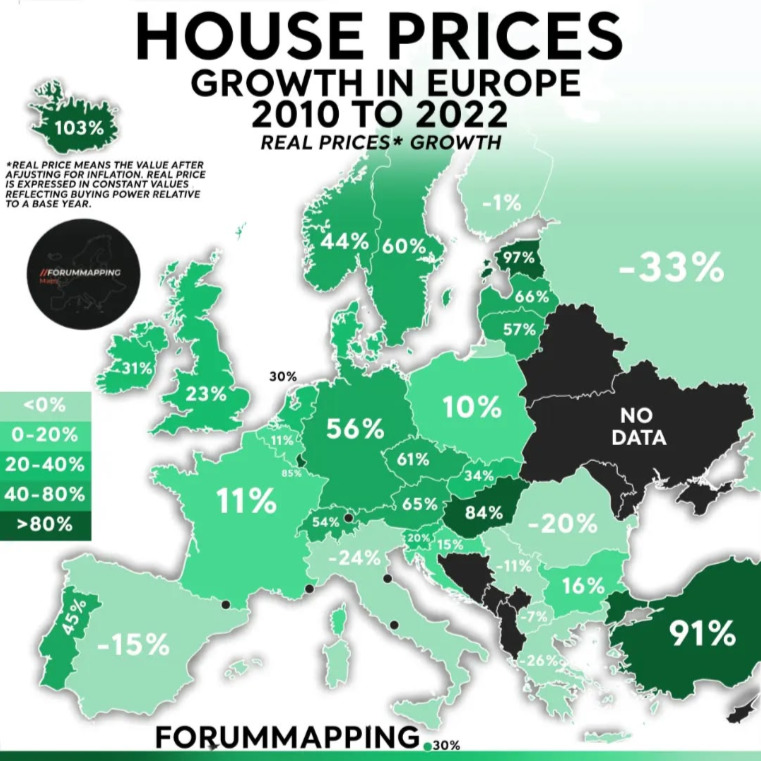 HOUSE PRICES
GROWTH IN EUROPE
2010 TO 2022
REAL PRICES* GROWTH
103%
*REAL PRICE MEANS THE VALUE AFTER
AFJUSTING FOR INFLATION. REAL PRICE
IS EXPRESSED IN CONSTANT VALUES
REFLECTING BUYING POWER RELATIVE
TO A BASE YEAR.
//FORUMMAPPING
Maps
-1%
44%
60%
97%
-33%
66%
57%
31%
23%
30%
<0%
0-20%
20-40%
40-80%
>80%
56%
10%
NO
DATA
11%
85%
61%
34%
11%
54%
65%
84%
-20%
-24%
20%
15%
-11%
16%
45%
-15%
-7%
-26%
91%
FORUMMAPPING
30%